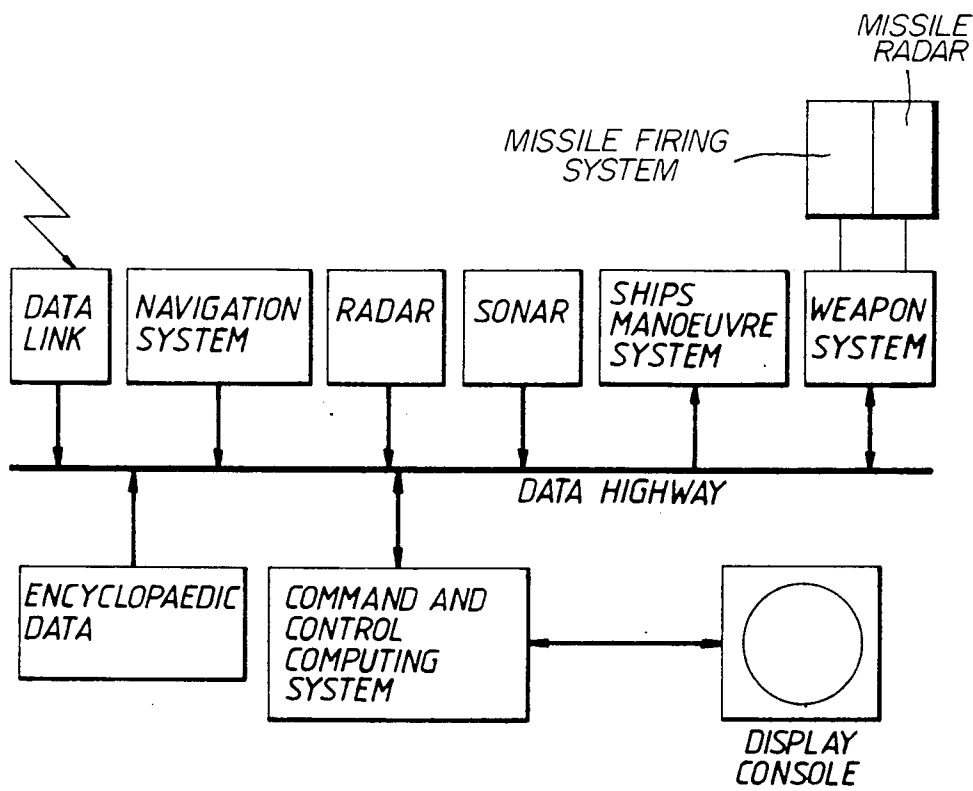 MISSILE
RADAR
MISSILE FIRING
SYSTEM
DATA
LINK
NAVIGATION
SYSTEM
RADAR
SONAR
SHIPS
MANOEUVRE
SYSTEM
WEAPON
SYSTEM
DATA HIGHWAY
ENCYCLOPAEDIC
DATA
COMMAND AND
CONTROL
COMPUTING
SYSTEM
DISPLAY
CONSOLE